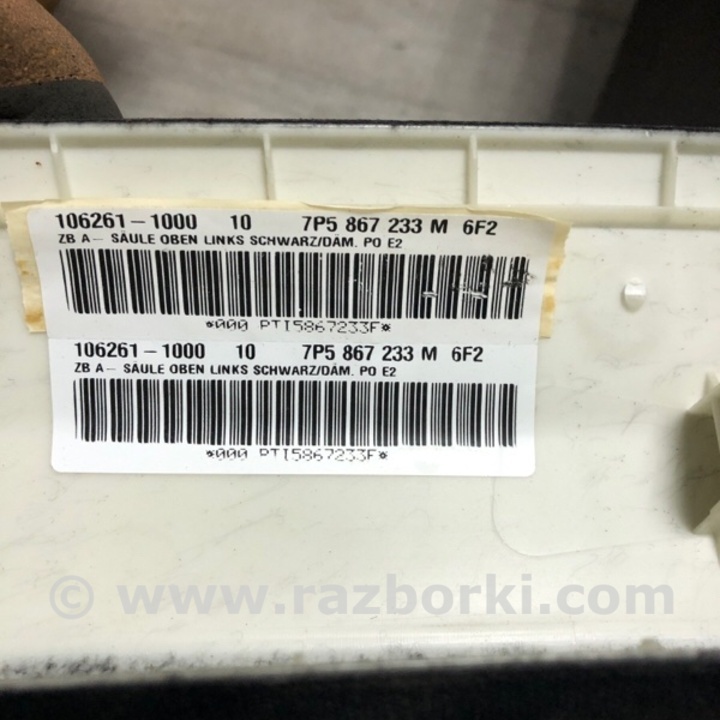 106261-1000 10 7P5 867 233 M 6F2
ZB A- SÄULE OBEN LINKS SCHWARZ/DÄM. PO E2
*000 PTI5867233F*
106261-1000 10 7P5 867 233 M 6F2
ZB A- SÄULE OBEN LINKS SCHWARZ/DÄM. PO E2
*000 PTI5867233F*
© www.razborki.com